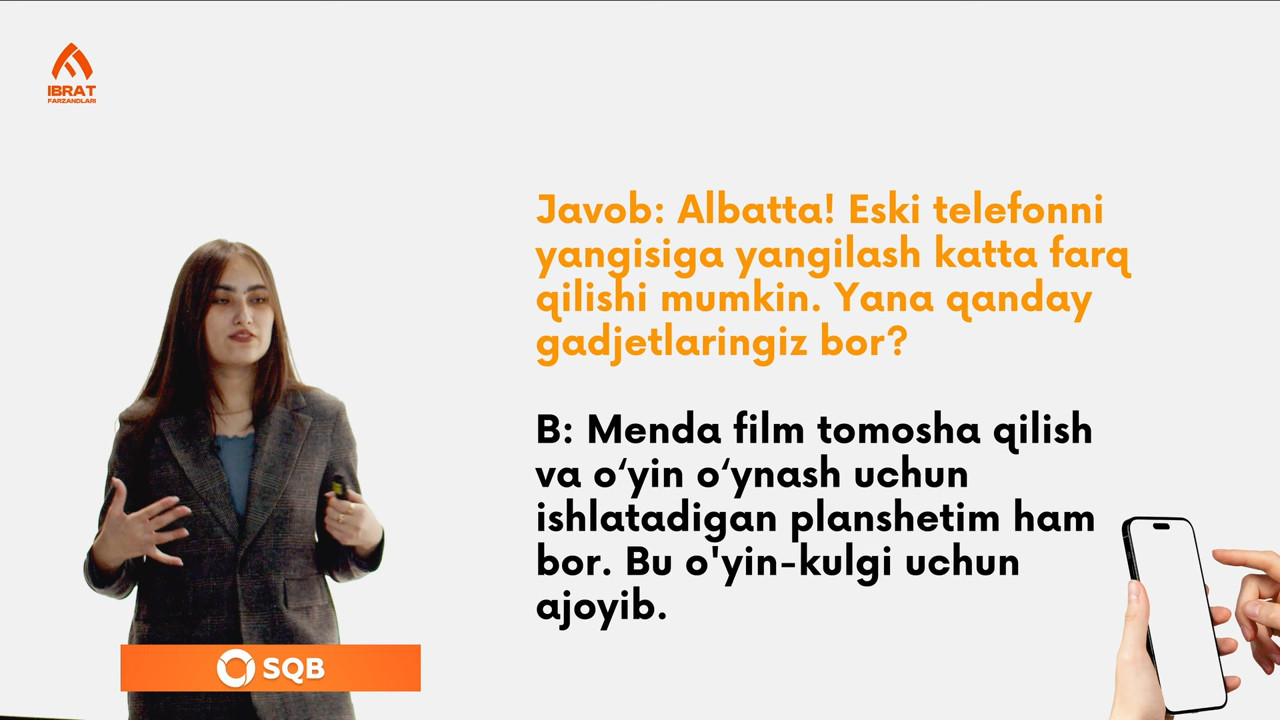 IBRAT
FARZANDLARI
Javob: Albatta! Eski telefonni
yangisiga yangilash katta farq
qilishi mumkin. Yana qanday
gadjetlaringiz bor?
B: Menda film tomosha qilish
va o‘yin o‘ynash uchun
ishlatadigan planshetim ham
bor. Bu o'yin-kulgi uchun
ajoyib.
SQB